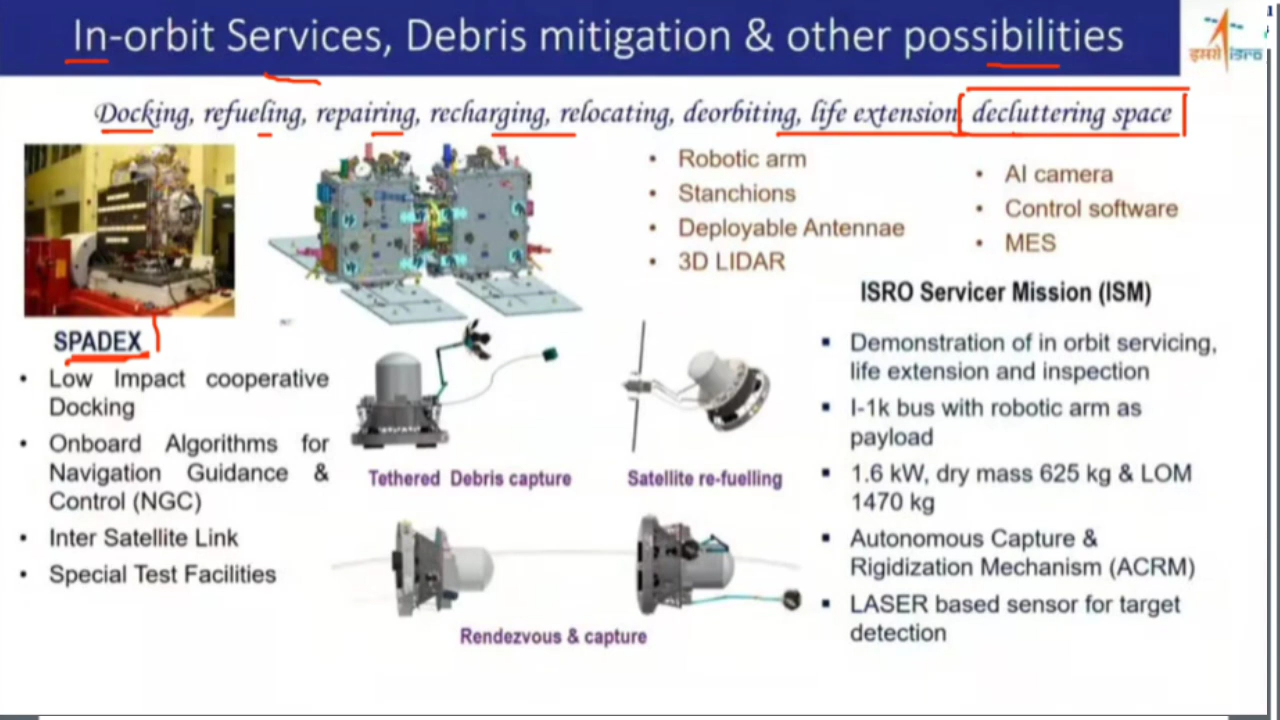 In-orbit Services, Debris mitigation & other possibilities
इसरो isro
Docking, refueling, repairing, recharging, relocating, deorbiting, life extension, decluttering space
• Robotic arm
• Stanchions
• Deployable Antennae
• 3D LIDAR
• AI camera
• Control software
• MES
SPADEX
• Low Impact cooperative
Docking
• Onboard Algorithms for
Navigation Guidance &
Control (NGC)
• Inter Satellite Link
• Special Test Facilities
Tethered Debris capture
Satellite re-fuelling
Rendezvous & capture
ISRO Servicer Mission (ISM)
▪ Demonstration of in orbit servicing,
life extension and inspection
▪ I-1k bus with robotic arm as
payload
▪ 1.6 kW, dry mass 625 kg & LOM
1470 kg
▪ Autonomous Capture &
Rigidization Mechanism (ACRM)
▪ LASER based sensor for target
detection